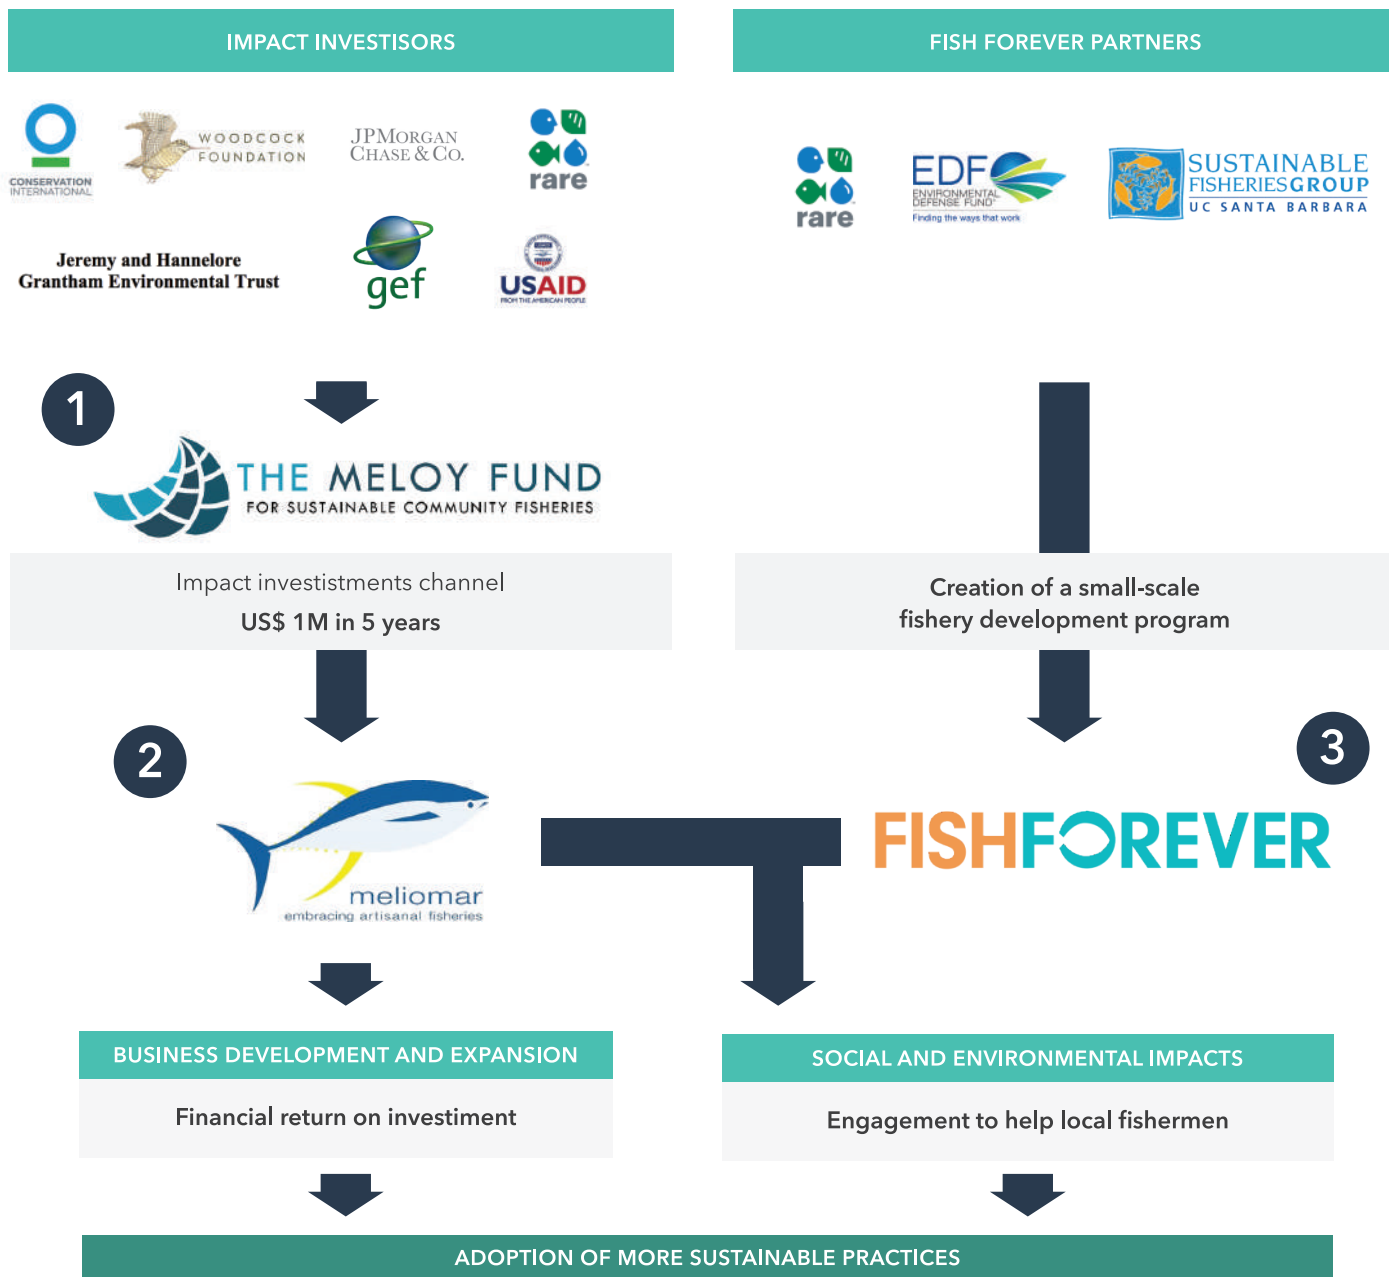 IMPACT INVESTISORS
CONSERVATION
INTERNATIONAL
WOODCOCK
FOUNDATION
JPMORGAN
CHASE & CO.
rare
Jeremy and Hannelore
Grantham Environmental Trust
gef
USAID
FROM THE AMERICAN PEOPLE
FISH FOREVER PARTNERS
rare
EDF
ENVIRONMENTAL
DEFENSE FUND
Finding the ways that work
SUSTAINABLE
FISHERIESGROUP
UC SANTA BARBARA
1
THE MELOY FUND
FOR SUSTAINABLE COMMUNITY FISHERIES
Impact investistments channel
US$ 1M in 5 years
Creation of a small-scale
fishery development program
2
meliomar
embracing artisanal fisheries
3
FISHFOREVER
BUSINESS DEVELOPMENT AND EXPANSION
Financial return on investiment
SOCIAL AND ENVIRONMENTAL IMPACTS
Engagement to help local fishermen
ADOPTION OF MORE SUSTAINABLE PRACTICES